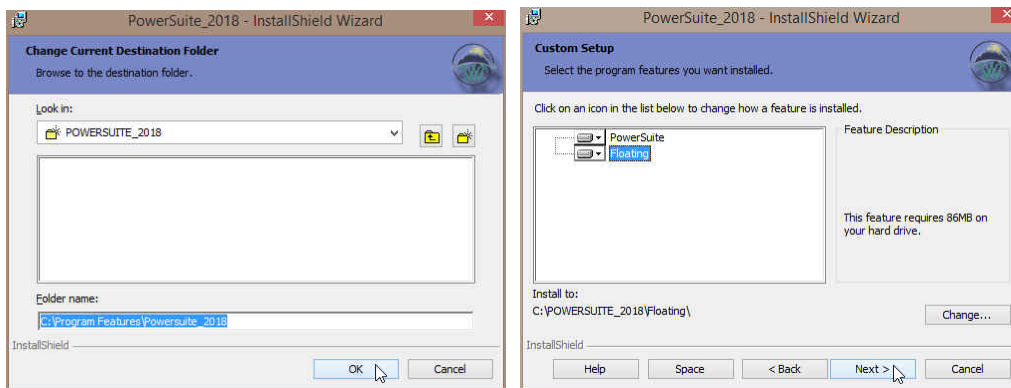 PowerSuite_2018 - InstallShield Wizard
Change Current Destination Folder
Browse to the destination folder.
Look in:
POWERSUITE_2018
Folder name:
C:\Program Features\Powersuite_2018
InstallShield
OK
Cancel
PowerSuite_2018 - InstallShield Wizard
Custom Setup
Select the program features you want installed.
Click on an icon in the list below to change how a feature is installed.
PowerSuite
Floating
Feature Description
This feature requires 86MB on
your hard drive.
Install to:
C:\POWERSUITE_2018\Floating\
Change...
InstallShield
Help
Space
< Back
Next >
Cancel